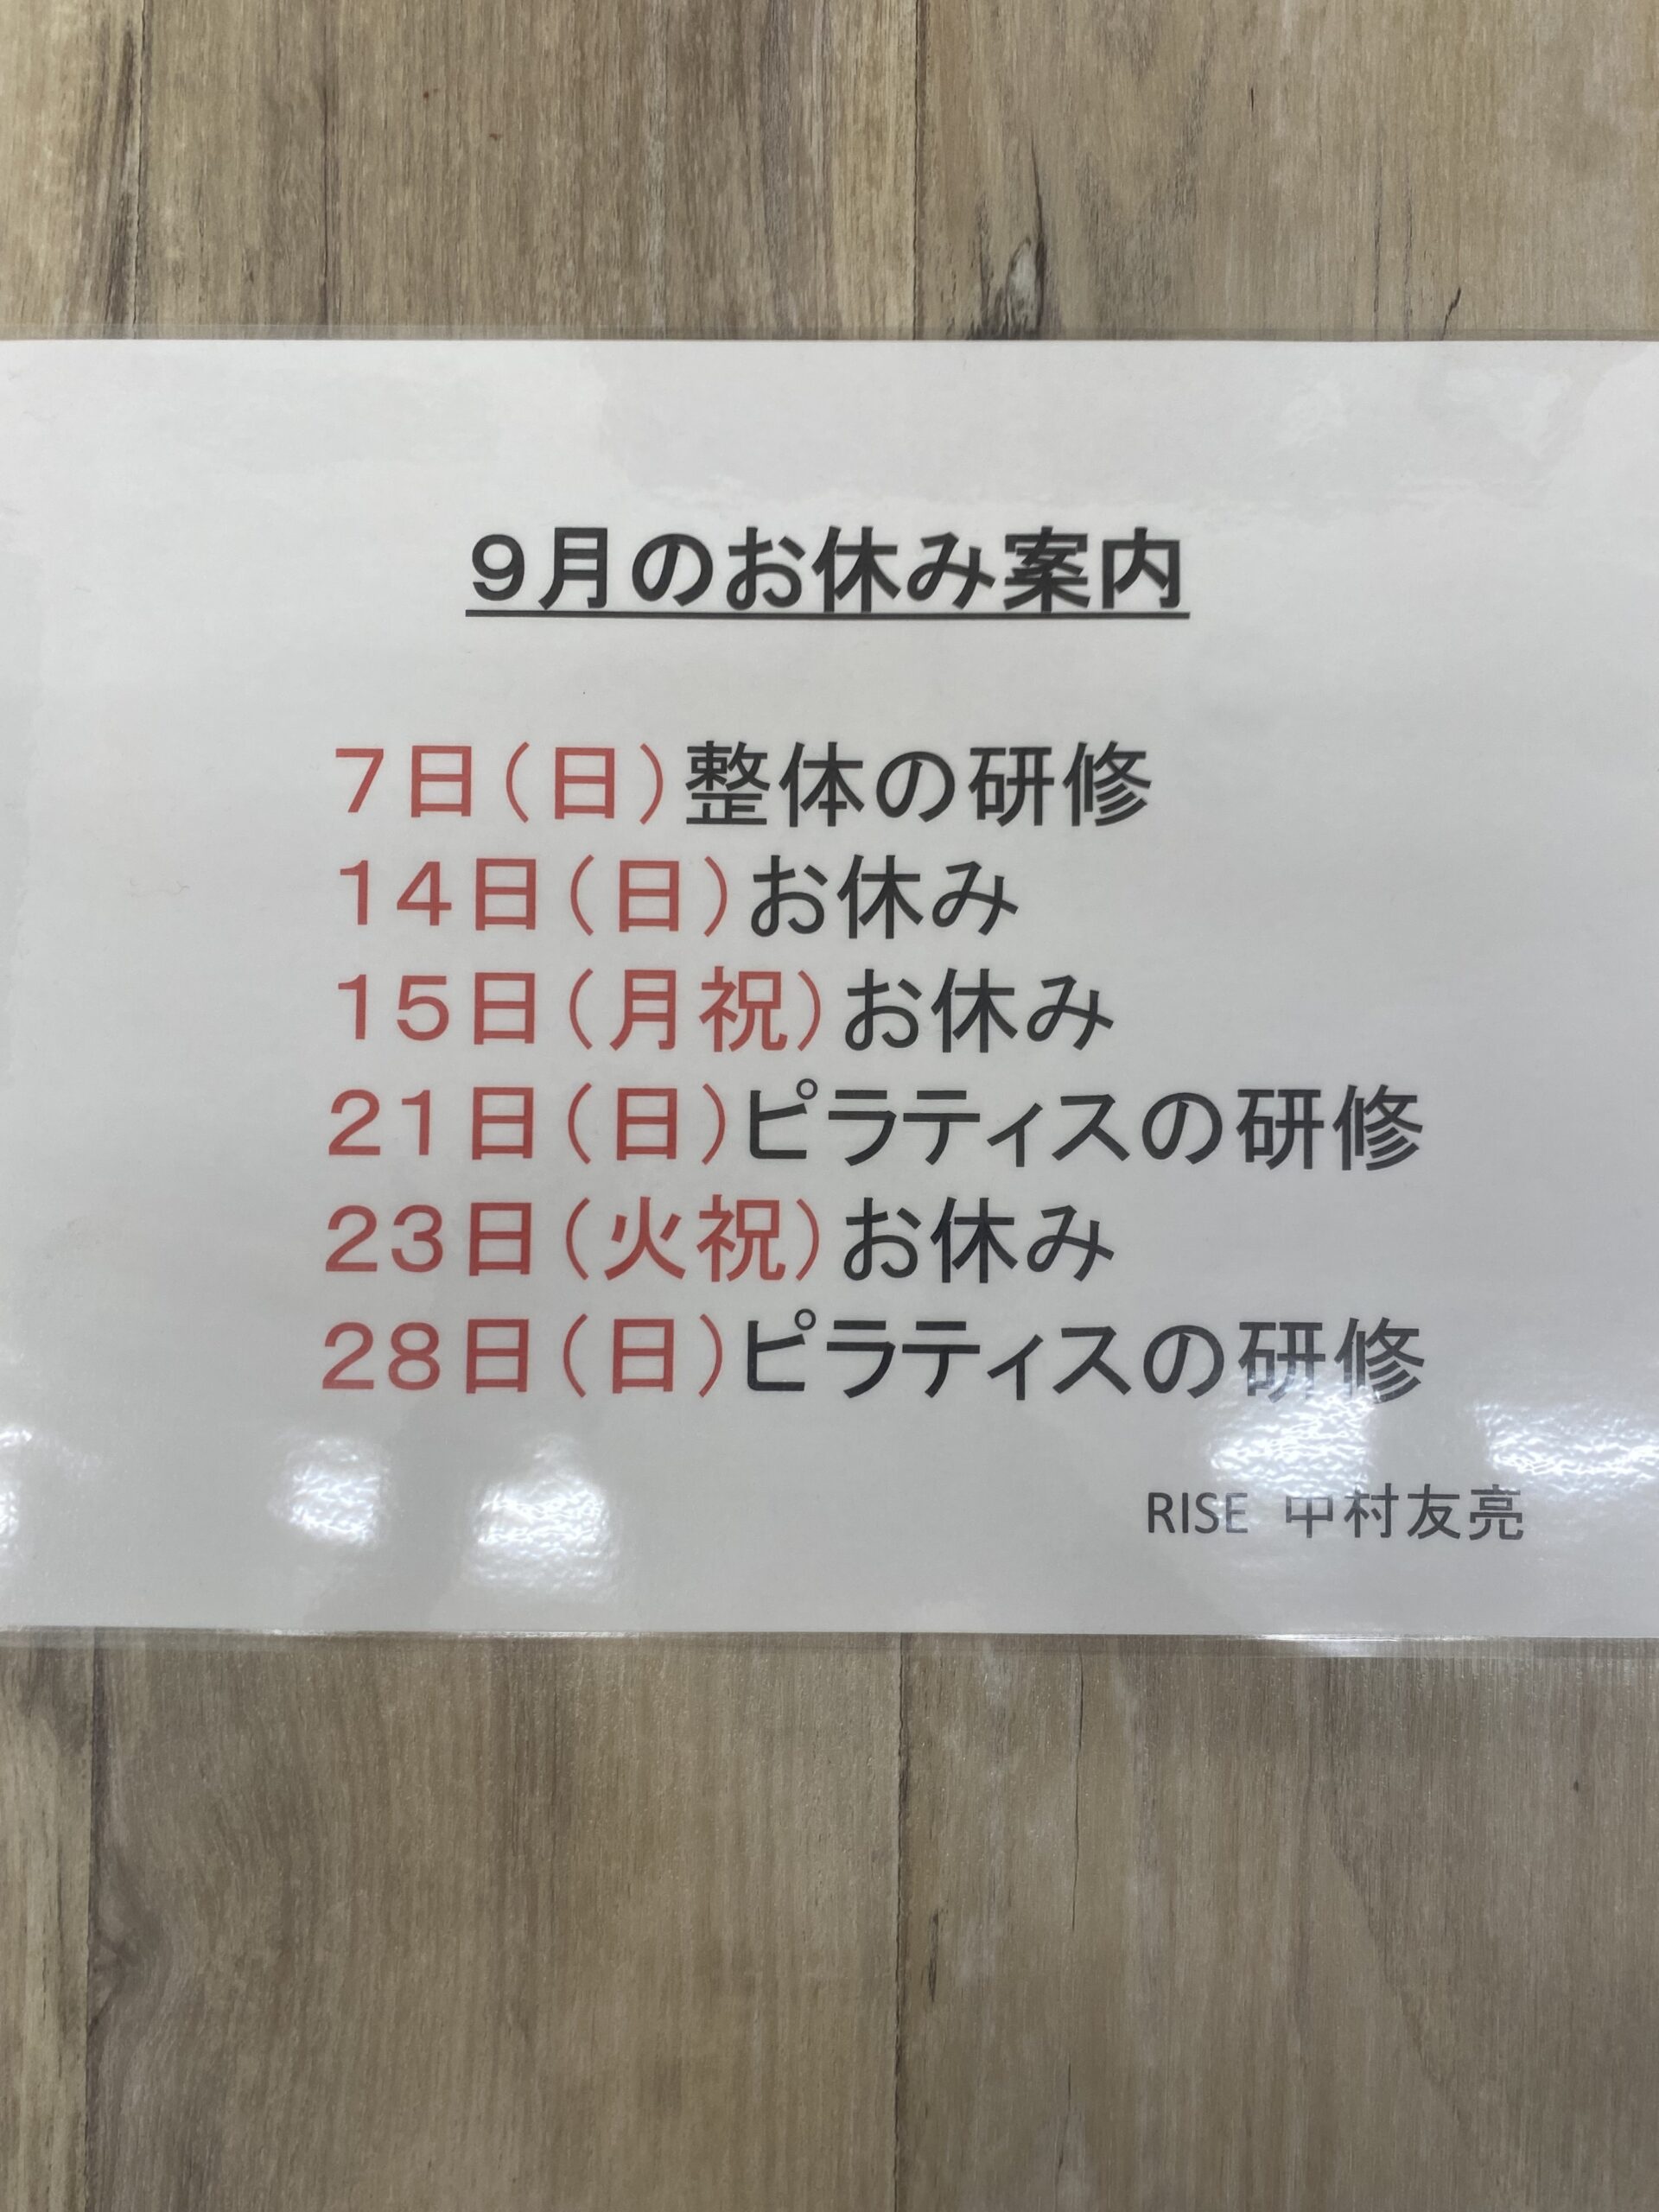 ９月のお休み案内
７日（日）整体の研修
１４日（日）お休み
１５日（月祝）お休み
２１日（日）ピラティスの研修
２３日（火祝）お休み
２８日（日）ピラティスの研修
RISE 中村友亮